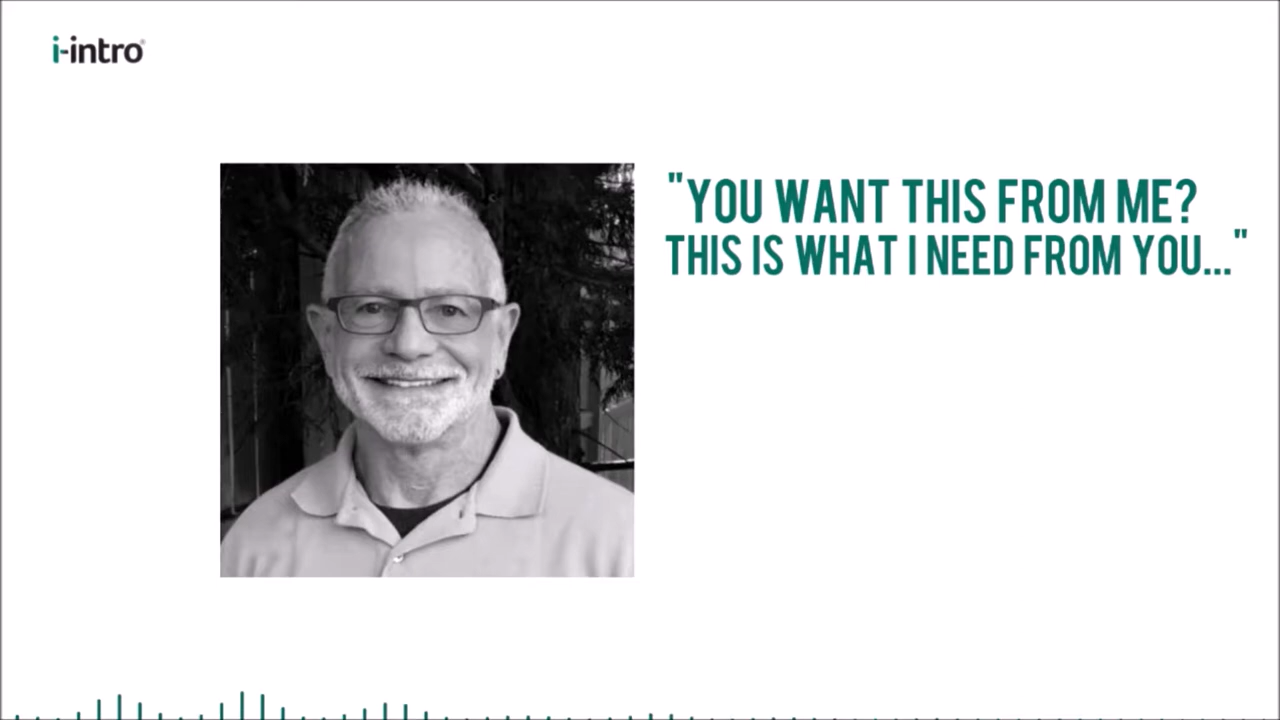 i-intro®
"YOU WANT THIS FROM ME?
THIS IS WHAT I NEED FROM YOU..."